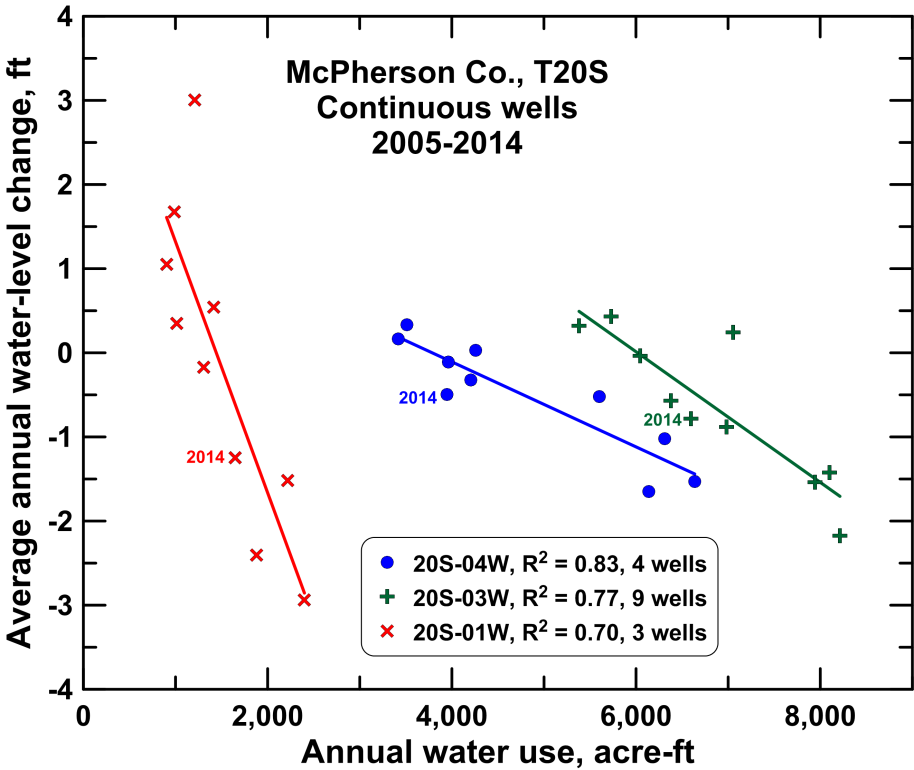 McPherson Co., T20S
Continuous wells
2005-2014
Average annual water-level change, ft
4
3
2
1
0
-1
-2
-3
-4
2014
2014
2014
20S-04W, R² = 0.83, 4 wells
20S-03W, R² = 0.77, 9 wells
20S-01W, R² = 0.70, 3 wells
0 2,000 4,000 6,000 8,000
Annual water use, acre-ft